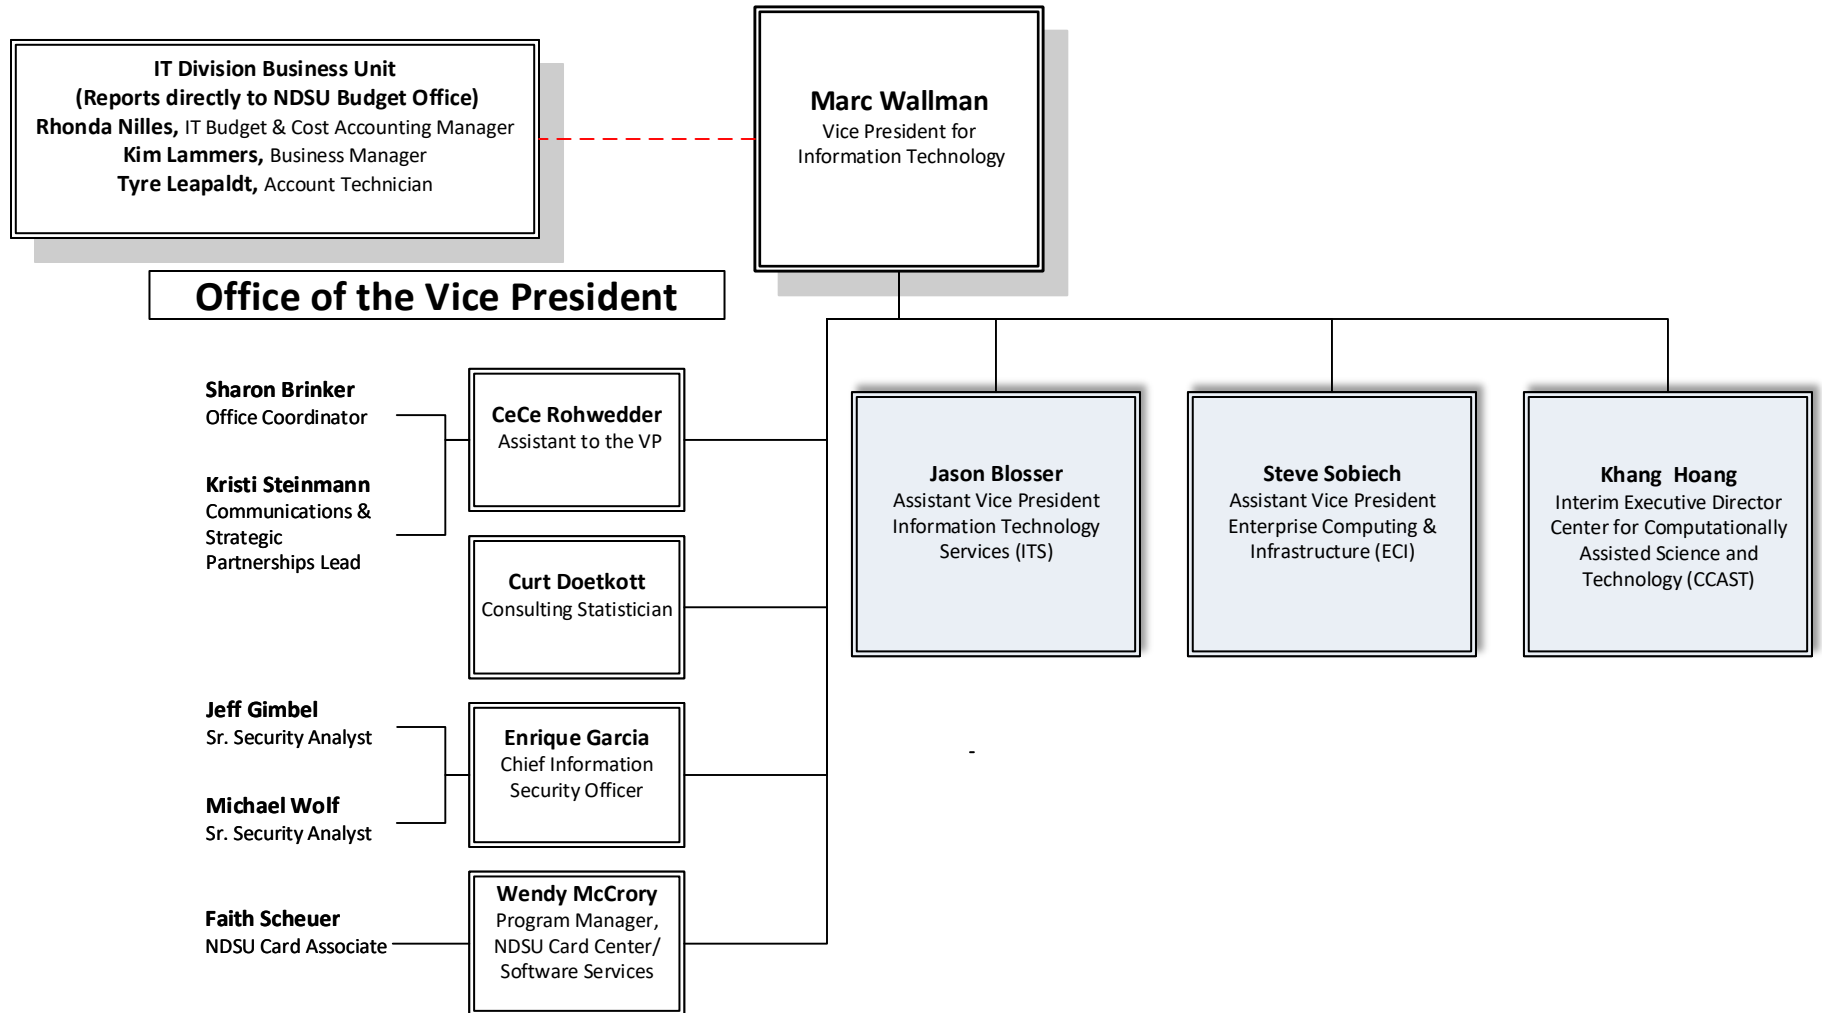 IT Division Business Unit
(Reports directly to NDSU Budget Office)
Rhonda Nilles, IT Budget & Cost Accounting Manager
Kim Lammers, Business Manager
Tyre Leapaldt, Account Technician
Marc Wallman
Vice President for
Information Technology
Office of the Vice President
Sharon Brinker
Office Coordinator
Kristi Steinmann
Communications &
Strategic
Partnerships Lead
CeCe Rohwedder
Assistant to the VP
Curt Doetkott
Consulting Statistician
Jeff Gimbel
Sr. Security Analyst
Michael Wolf
Sr. Security Analyst
Enrique Garcia
Chief Information
Security Officer
Faith Scheuer
NDSU Card Associate
Wendy McCrory
Program Manager,
NDSU Card Center/
Software Services
Jason Blosser
Assistant Vice President
Information Technology
Services (ITS)
Steve Sobiech
Assistant Vice President
Enterprise Computing &
Infrastructure (ECI)
Khang  Hoang
Interim Executive Director
Center for Computationally
Assisted Science and
Technology (CCAST)
-